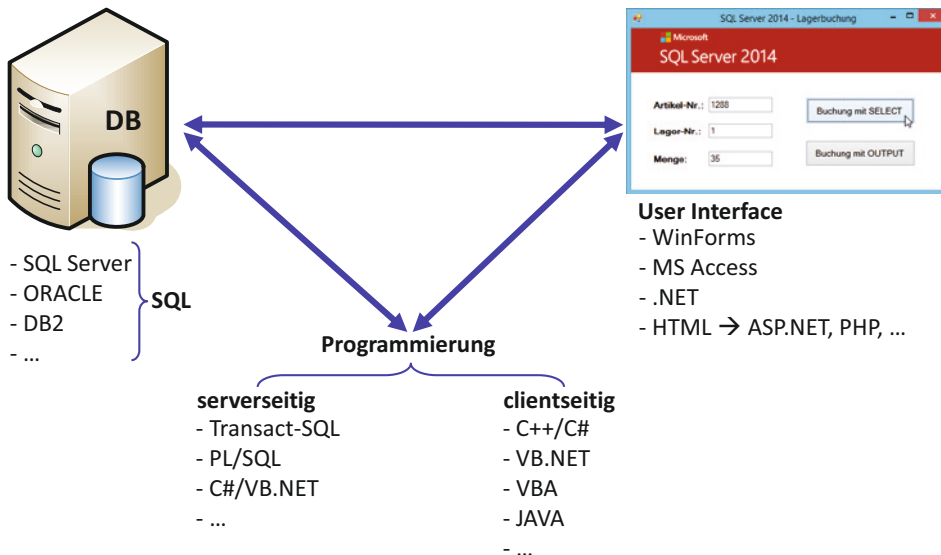 DB
- SQL Server
- ORACLE
- DB2
- ...
SQL
SQL Server 2014 - Lagerbuchung
Microsoft
SQL Server 2014
Artikel-Nr.: 1288
Buchung mit SELECT
Lager-Nr.: 1
Menge: 35
Buchung mit OUTPUT
User Interface
- WinForms
- MS Access
- .NET
- HTML → ASP.NET, PHP, ...
Programmierung
serverseitig
- Transact-SQL
- PL/SQL
- C#/VB.NET
- ...
clientseitig
- C++/C#
- VB.NET
- VBA
- JAVA
- ...